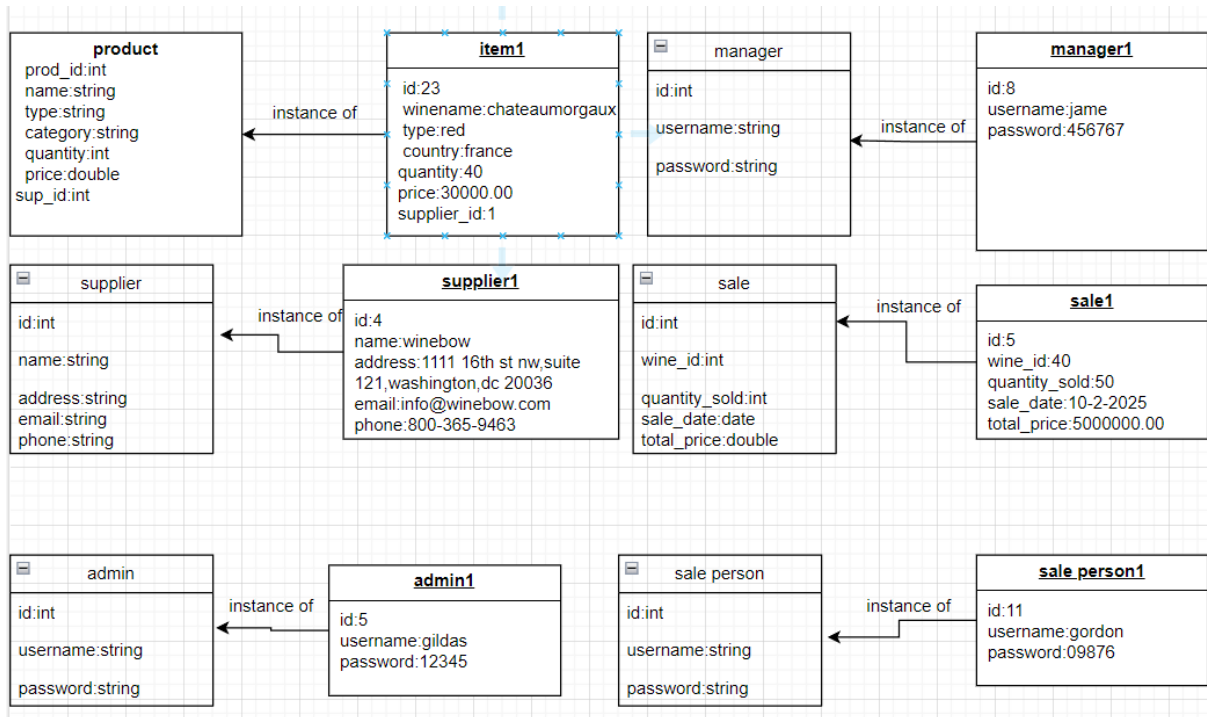 product
prod_id:int
name:string
type:string
category:string
quantity:int
price:double
sup_id:int
instance of
item1
id:23
winename:chateaumorgaux
type:red
country:france
quantity:40
price:30000.00
supplier_id:1
manager
id:int
username:string
password:string
instance of
manager1
id:8
username:jame
password:456767
supplier
id:int
name:string
address:string
email:string
phone:string
instance of
supplier1
id:4
name:winebow
address:1111 16th st nw,suite
121,washington,dc 20036
email:info@winebow.com
phone:800-365-9463
sale
id:int
wine_id:int
quantity_sold:int
sale_date:date
total_price:double
instance of
sale1
id:5
wine_id:40
quantity_sold:50
sale_date:10-2-2025
total_price:5000000.00
admin
id:int
username:string
password:string
instance of
admin1
id:5
username:gildas
password:12345
sale person
id:int
username:string
password:string
instance of
sale person1
id:11
username:gordon
password:09876